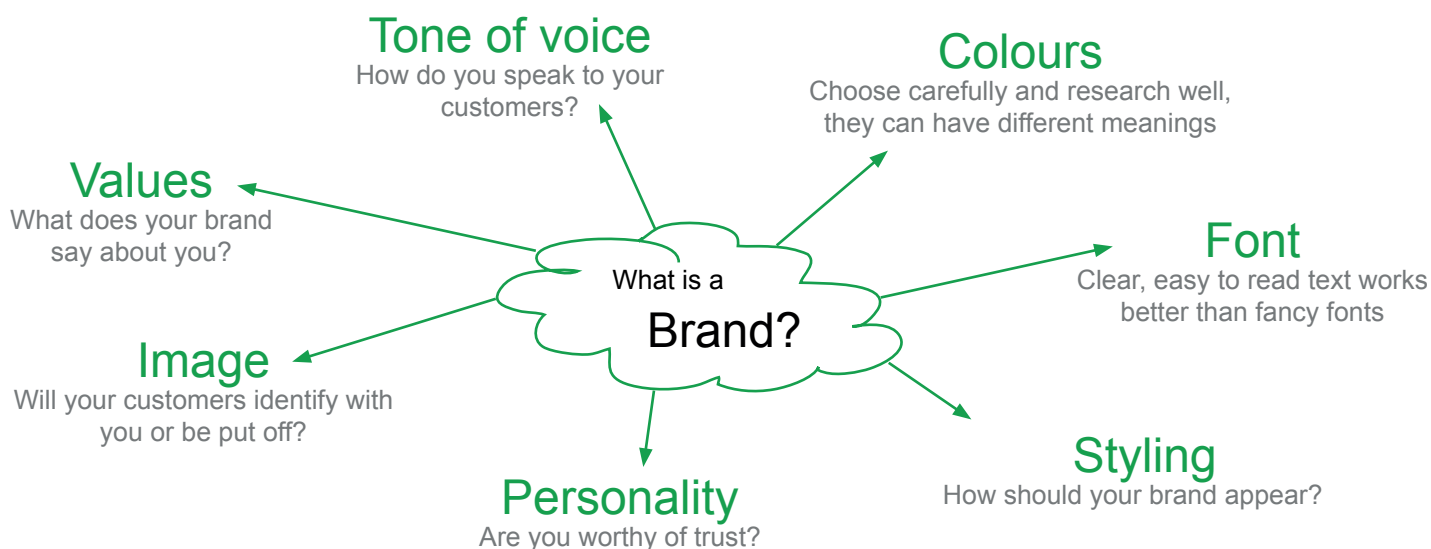 What is a
Brand?
Tone of voice
How do you speak to your
customers?
Colours
Choose carefully and research well,
they can have different meanings
Font
Clear, easy to read text works
better than fancy fonts
Styling
How should your brand appear?
Personality
Are you worthy of trust?
Image
Will your customers identify with
you or be put off?
Values
What does your brand
say about you?